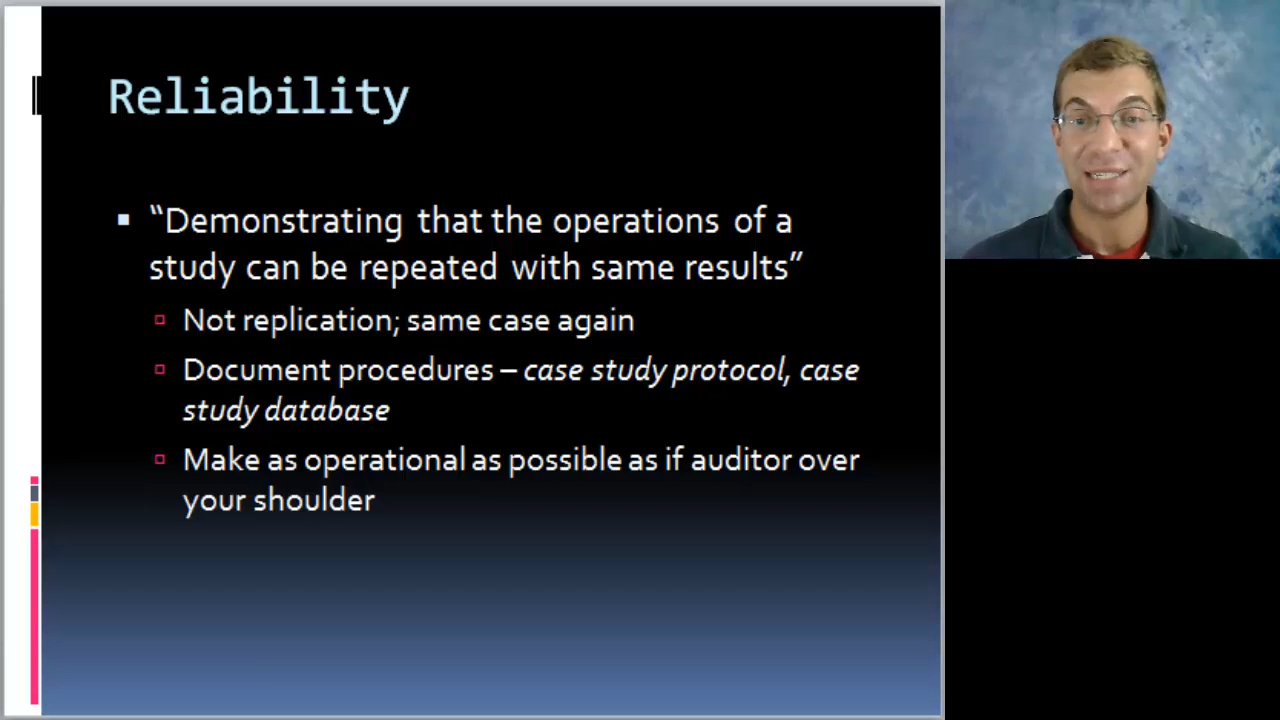 Reliability
“Demonstrating that the operations of a
study can be repeated with same results”
Not replication; same case again
Document procedures – case study protocol, case
study database
Make as operational as possible as if auditor over
your shoulder